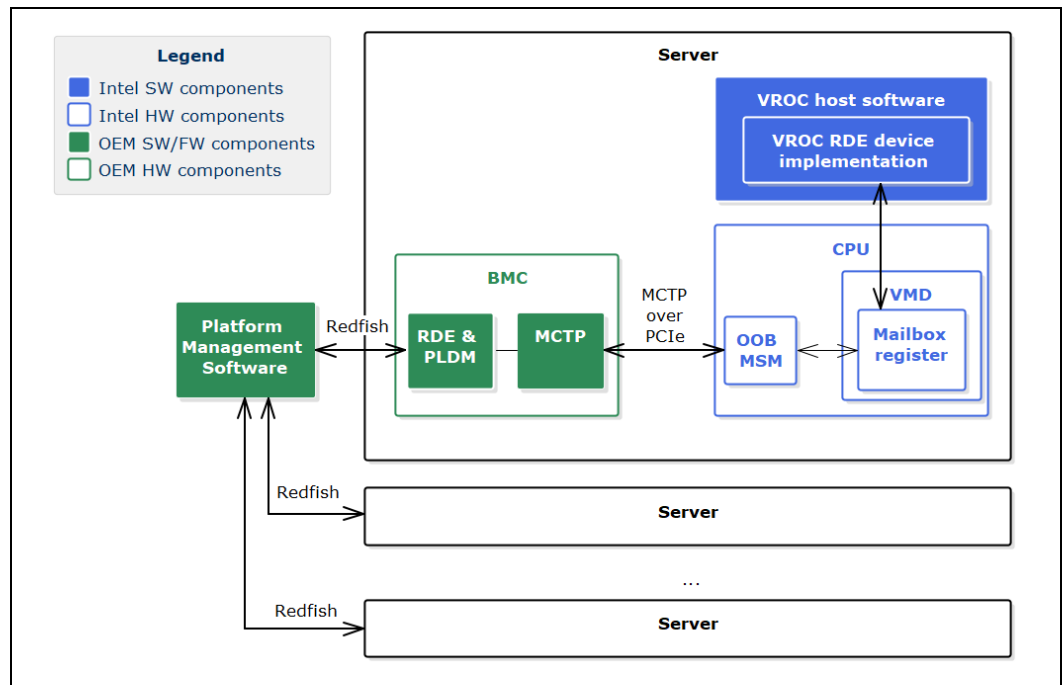 Legend
Intel SW components
Intel HW components
OEM SW/FW components
OEM HW components
Server
VROC host software
VROC RDE device
implementation
CPU
VMD
Mailbox
register
OOB
MSM
MCTP
over
PCIe
BMC
RDE &
PLDM
MCTP
Redfish
Platform
Management
Software
Redfish
Server
...
Redfish
Server